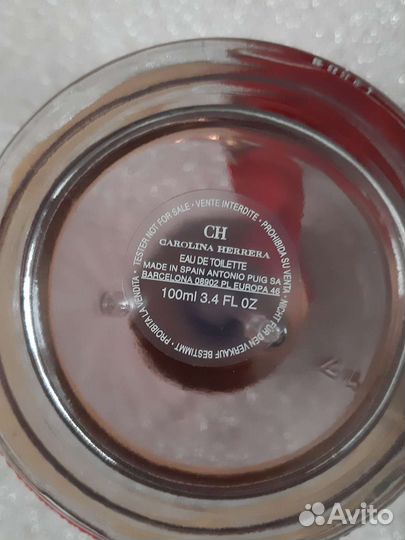 TESTER NOT FOR SALE • VENTE INTERDITE • PROHIBIDA SU VENTA • NICHT FUR DEN VERKAUF BESTIMMT • PROIBITA LA VENDITA •
CH
CAROLINA HERRERA
EAU DE TOILETTE
MADE IN SPAIN ANTONIO PUIG SA
BARCELONA 08902 PL EUROPA 46
100ml 3.4 FL OZ
Avito